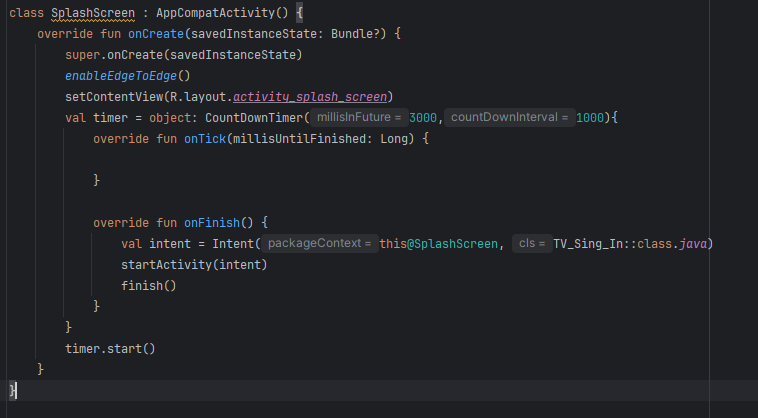 class SplashScreen : AppCompatActivity() {
    override fun onCreate(savedInstanceState: Bundle?) {
        super.onCreate(savedInstanceState)
        enableEdgeToEdge()
        setContentView(R.layout.activity_splash_screen)
        val timer = object: CountDownTimer( millisInFuture = 3000, countDownInterval = 1000){
            override fun onTick(millisUntilFinished: Long) {
            }
            override fun onFinish() {
                val intent = Intent( packageContext = this@SplashScreen, cls = TV_Sing_In::class.java)
                startActivity(intent)
                finish()
            }
        }
        timer.start()
    }
}